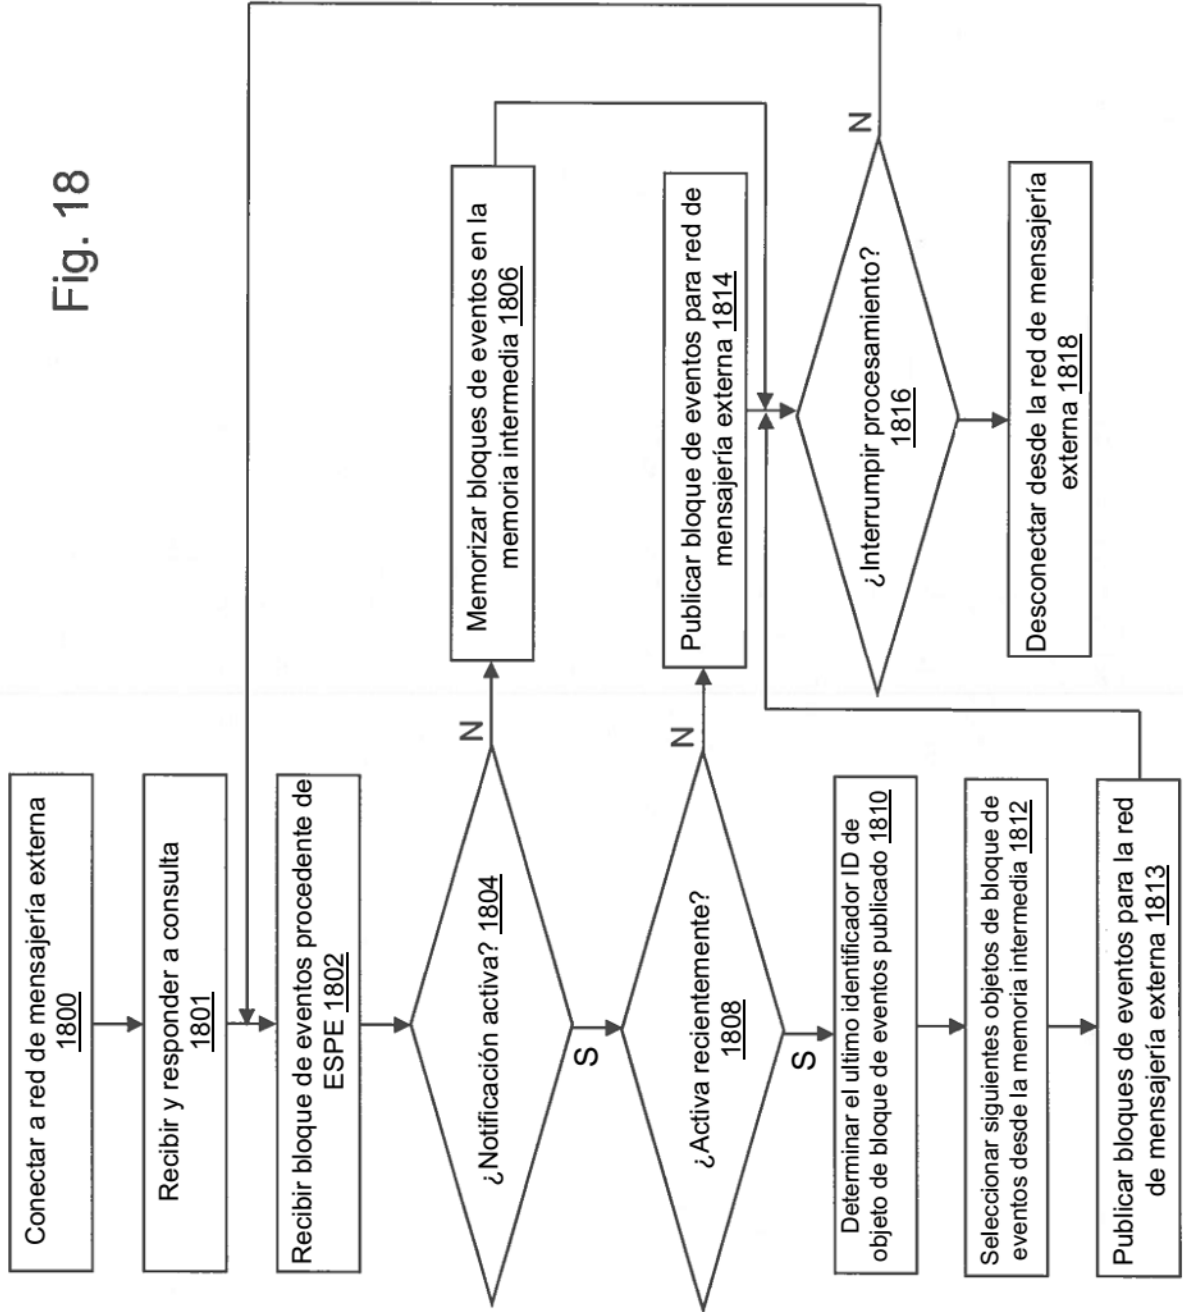 Fig. 18
Conectar a red de mensajería externa
1800
Recibir y responder a consulta
1801
Recibir bloque de eventos procedente de
ESPE 1802
¿Notificación activa? 1804
N
Memorizar bloques de eventos en la
memoria intermedia 1806
S
¿Activa recientemente?
1808
N
Publicar bloque de eventos para red de
mensajería externa 1814
S
Determinar el ultimo identificador ID de
objeto de bloque de eventos publicado 1810
Seleccionar siguientes objetos de bloque de
eventos desde la memoria intermedia 1812
Publicar bloques de eventos para la red
de mensajería externa 1813
¿Interrumpir procesamiento?
1816
N
Desconectar desde la red de mensajería
externa 1818